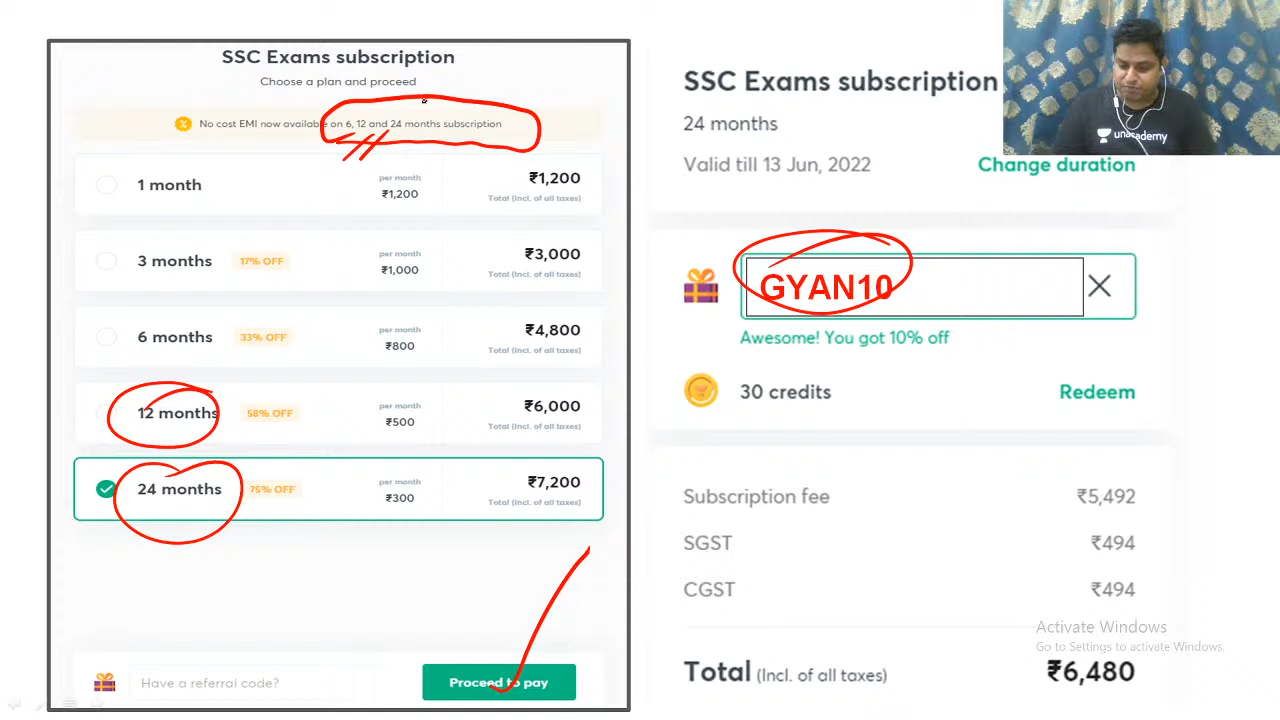 SSC Exams subscription
Choose a plan and proceed
No cost EMI now available on 6, 12 and 24 months subscription
1 month
per month
₹1,200
₹1,200
Total (Incl. of all taxes)
3 months
17% OFF
per month
₹1,000
₹3,000
Total (Incl. of all taxes)
6 months
33% OFF
per month
₹800
₹4,800
Total (Incl. of all taxes)
12 months
58% OFF
per month
₹500
₹6,000
Total (Incl. of all taxes)
24 months
75% OFF
per month
₹300
₹7,200
Total (Incl. of all taxes)
Have a referral code?
Proceed to pay
SSC Exams subscription
24 months
Valid till 13 Jun, 2022
Change duration
unacademy
GYAN10
Awesome! You got 10% off
30 credits
Redeem
Subscription fee ₹5,492
SGST ₹494
CGST ₹494
Activate Windows
Go to Settings to activate Windows.
Total (Incl. of all taxes) ₹6,480